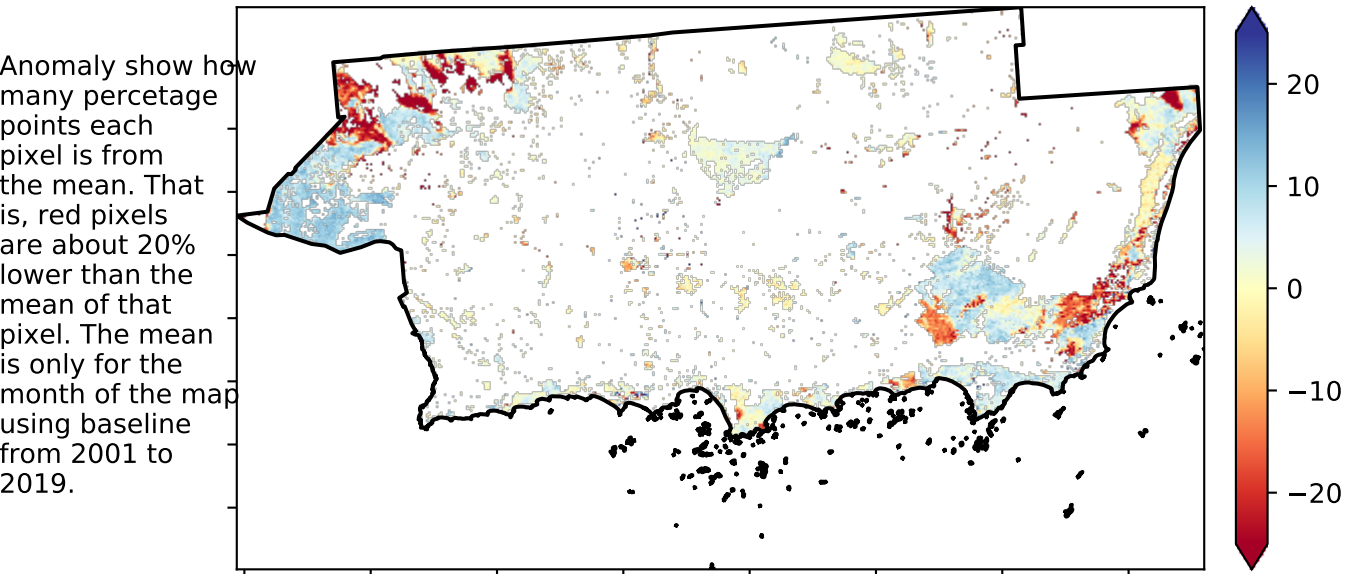 Anomaly show how
many percetage
points each
pixel is from
the mean. That
is, red pixels
are about 20%
lower than the
mean of that
pixel. The mean
is only for the
month of the map
using baseline
from 2001 to
2019.
20
10
0
−10
−20